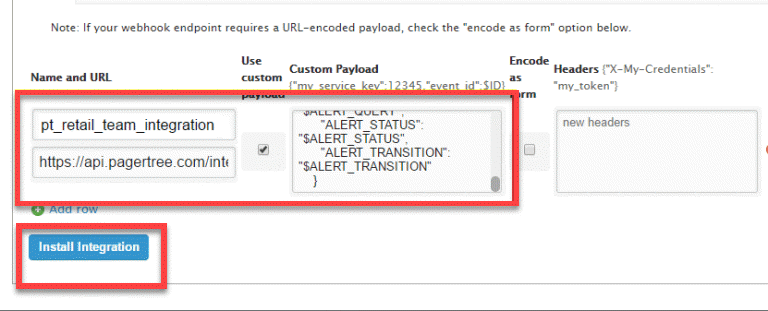 Note: If your webhook endpoint requires a URL-encoded payload, check the "encode as form" option below.
Name and URL
Use custom payload
Custom Payload {"my_service_key":12345,"event_id":$ID}
Encode as form
Headers {"X-My-Credentials": "my_token"}
pt_retail_team_integration
https://api.pagertree.com/inte
"$ALERT_QUERY",
"ALERT_STATUS":
"$ALERT_STATUS",
"ALERT_TRANSITION":
"$ALERT_TRANSITION"
}
new headers
Add row
Install Integration